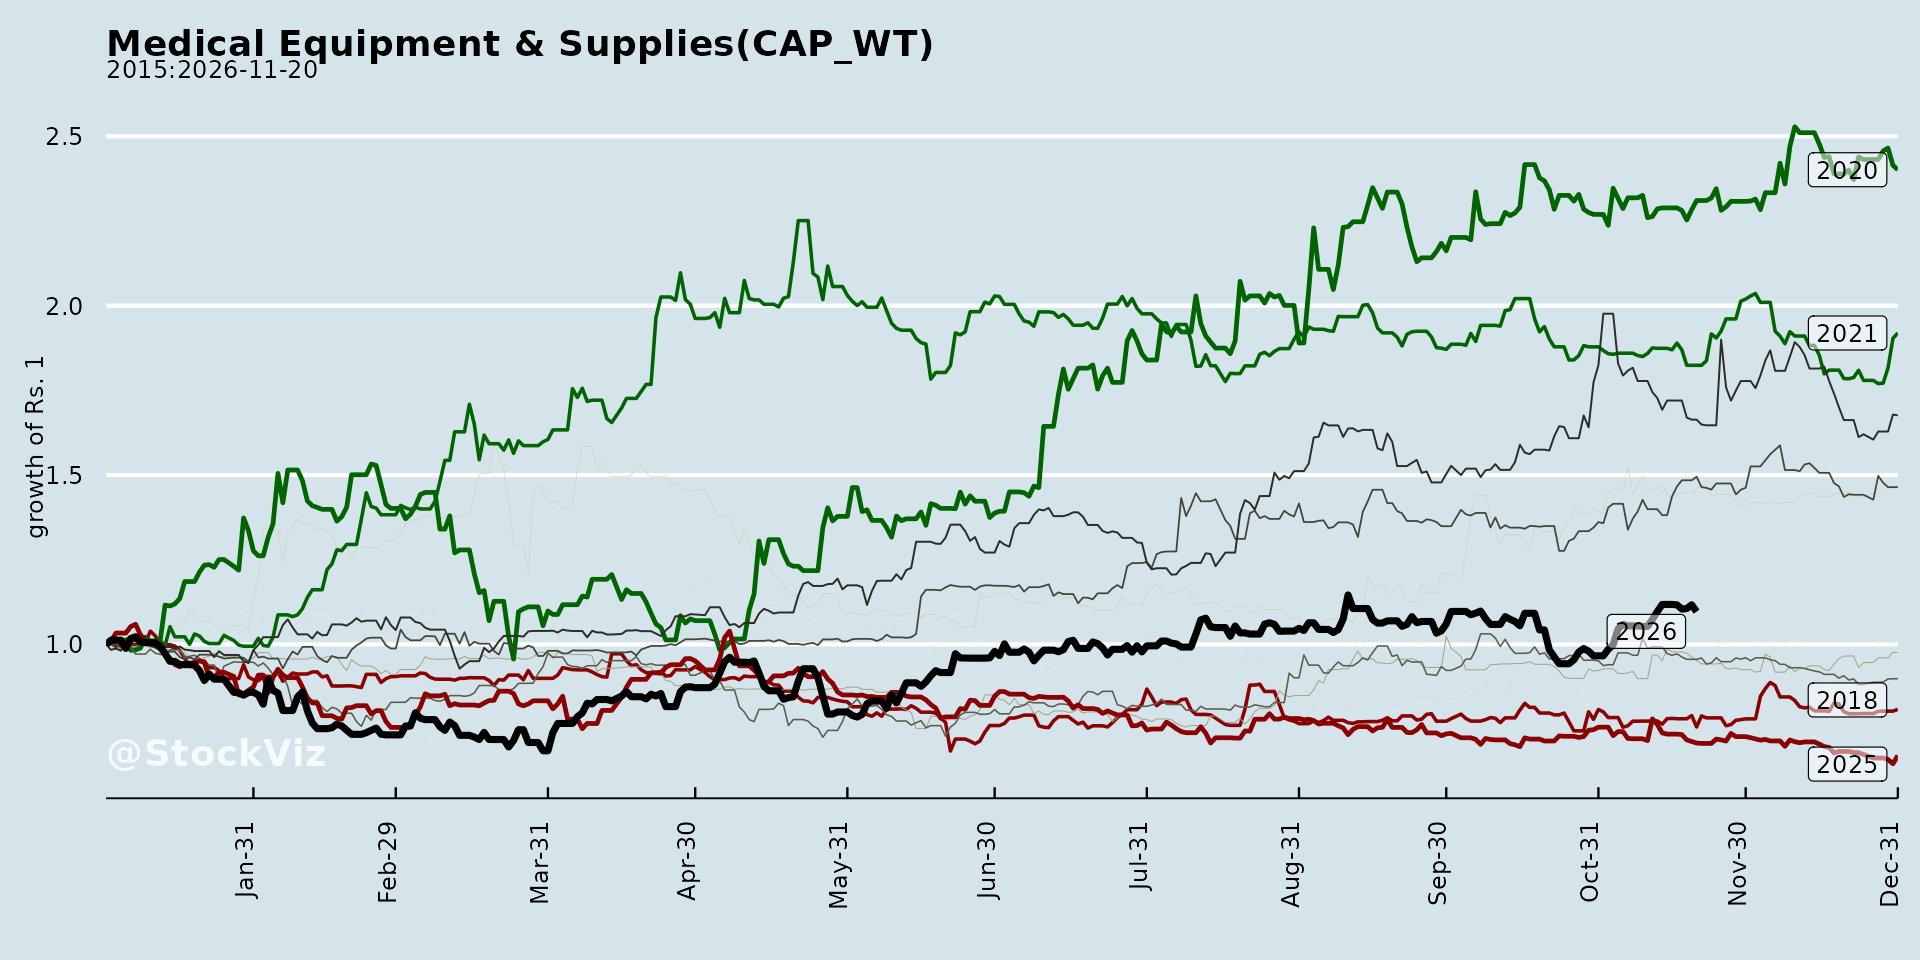 Medical Equipment & Supplies(CAP_WT)
2015:2026-11-20
growth of Rs. 1
2.5
2.0
1.5
1.0
2020
2021
2026
2018
2025
@StockViz
Jan-31
Feb-29
Mar-31
Apr-30
May-31
Jun-30
Jul-31
Aug-31
Sep-30
Oct-31
Nov-30
Dec-31